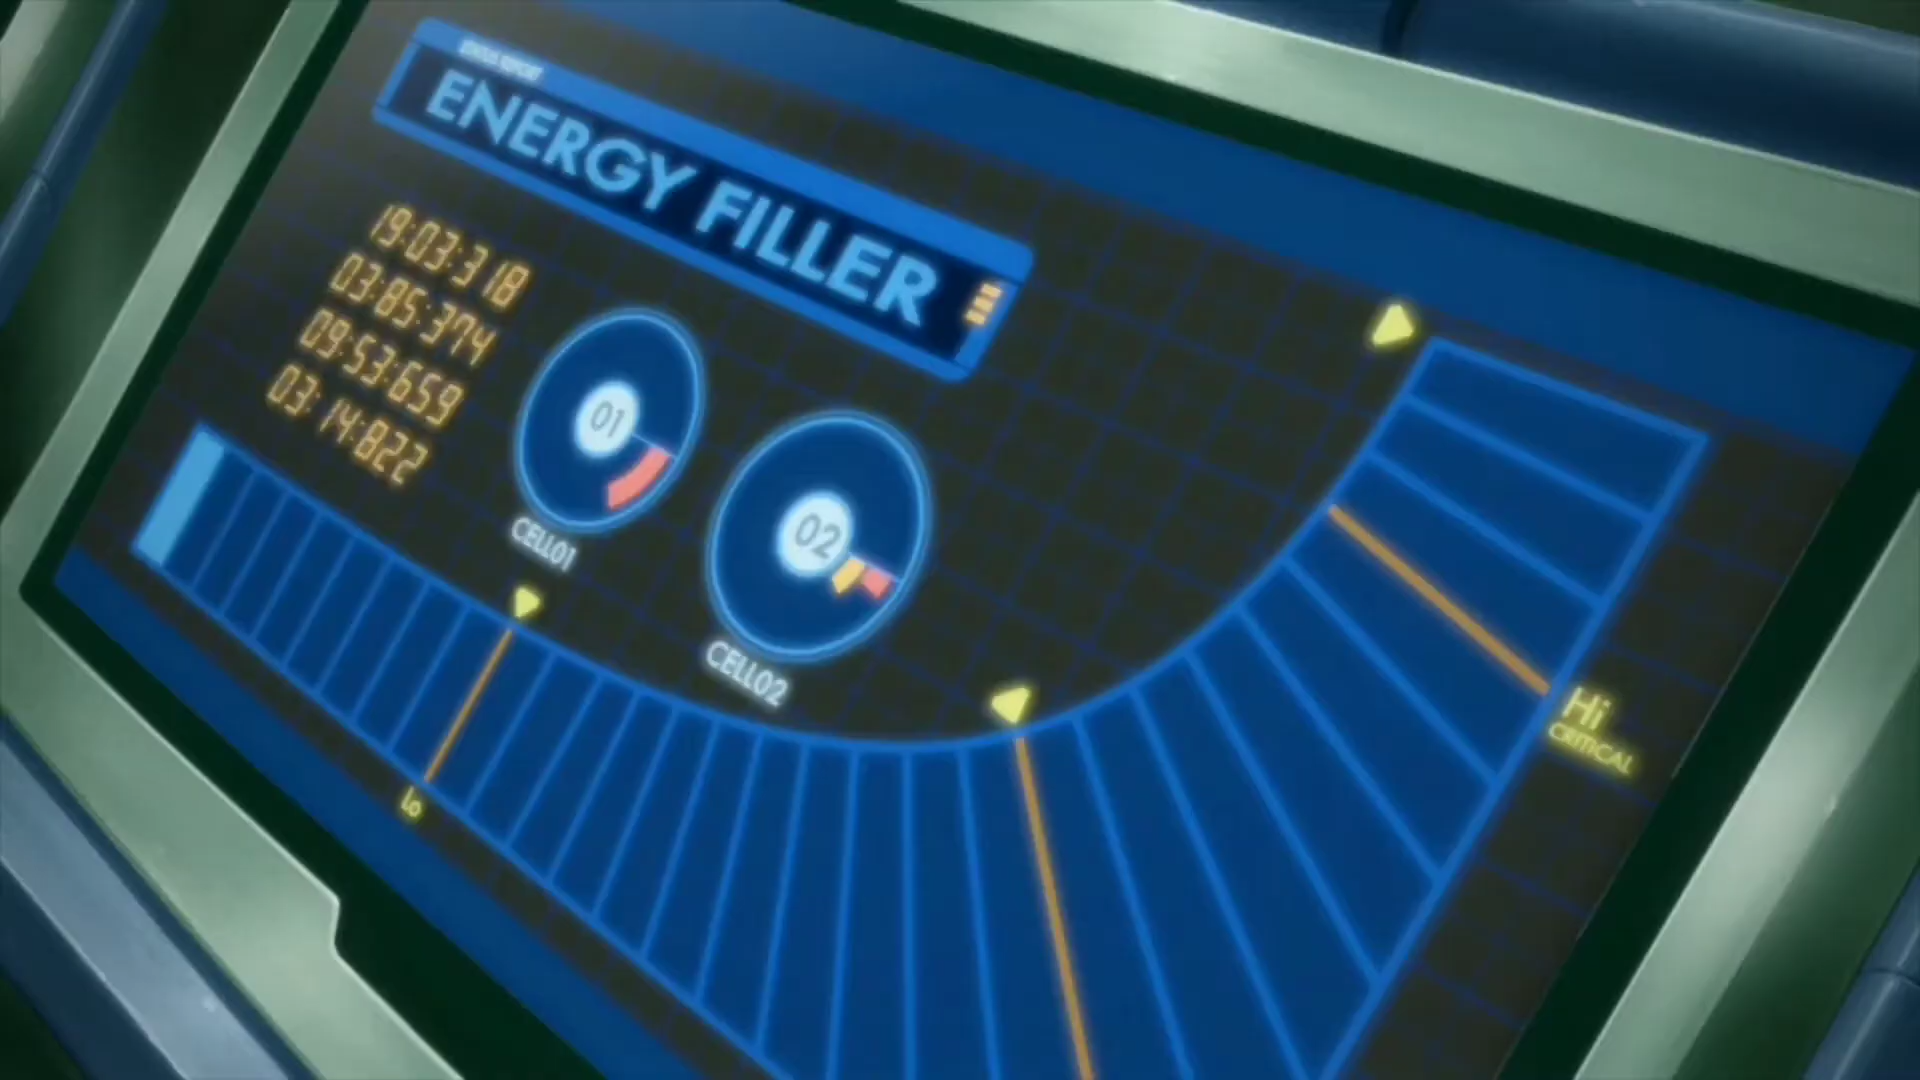 ENERGY FILLER
19:03:318
03:85:374
09:53:659
03:14:822
01
CELL01
02
CELL02
Lo
Hi
CRITICAL